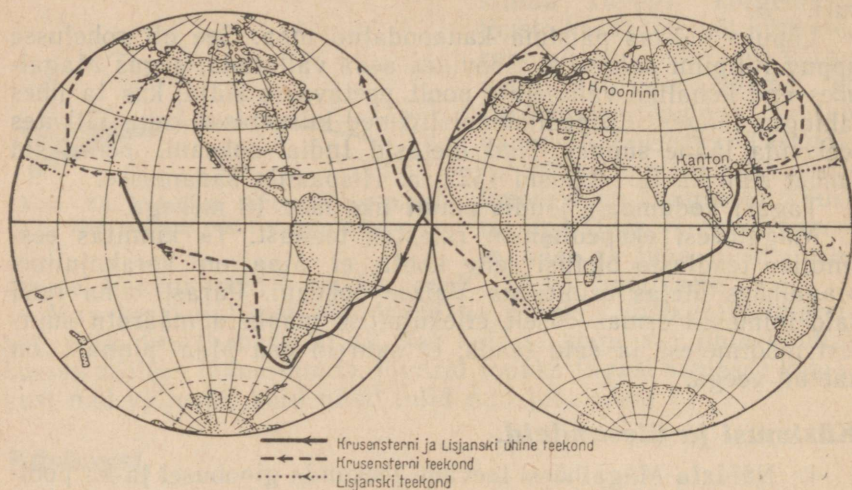 Kroonlinn
Kanton
Krusensterni ja Lisjanski ühine teekond
Krusensterni teekond
Lisjanski teekond